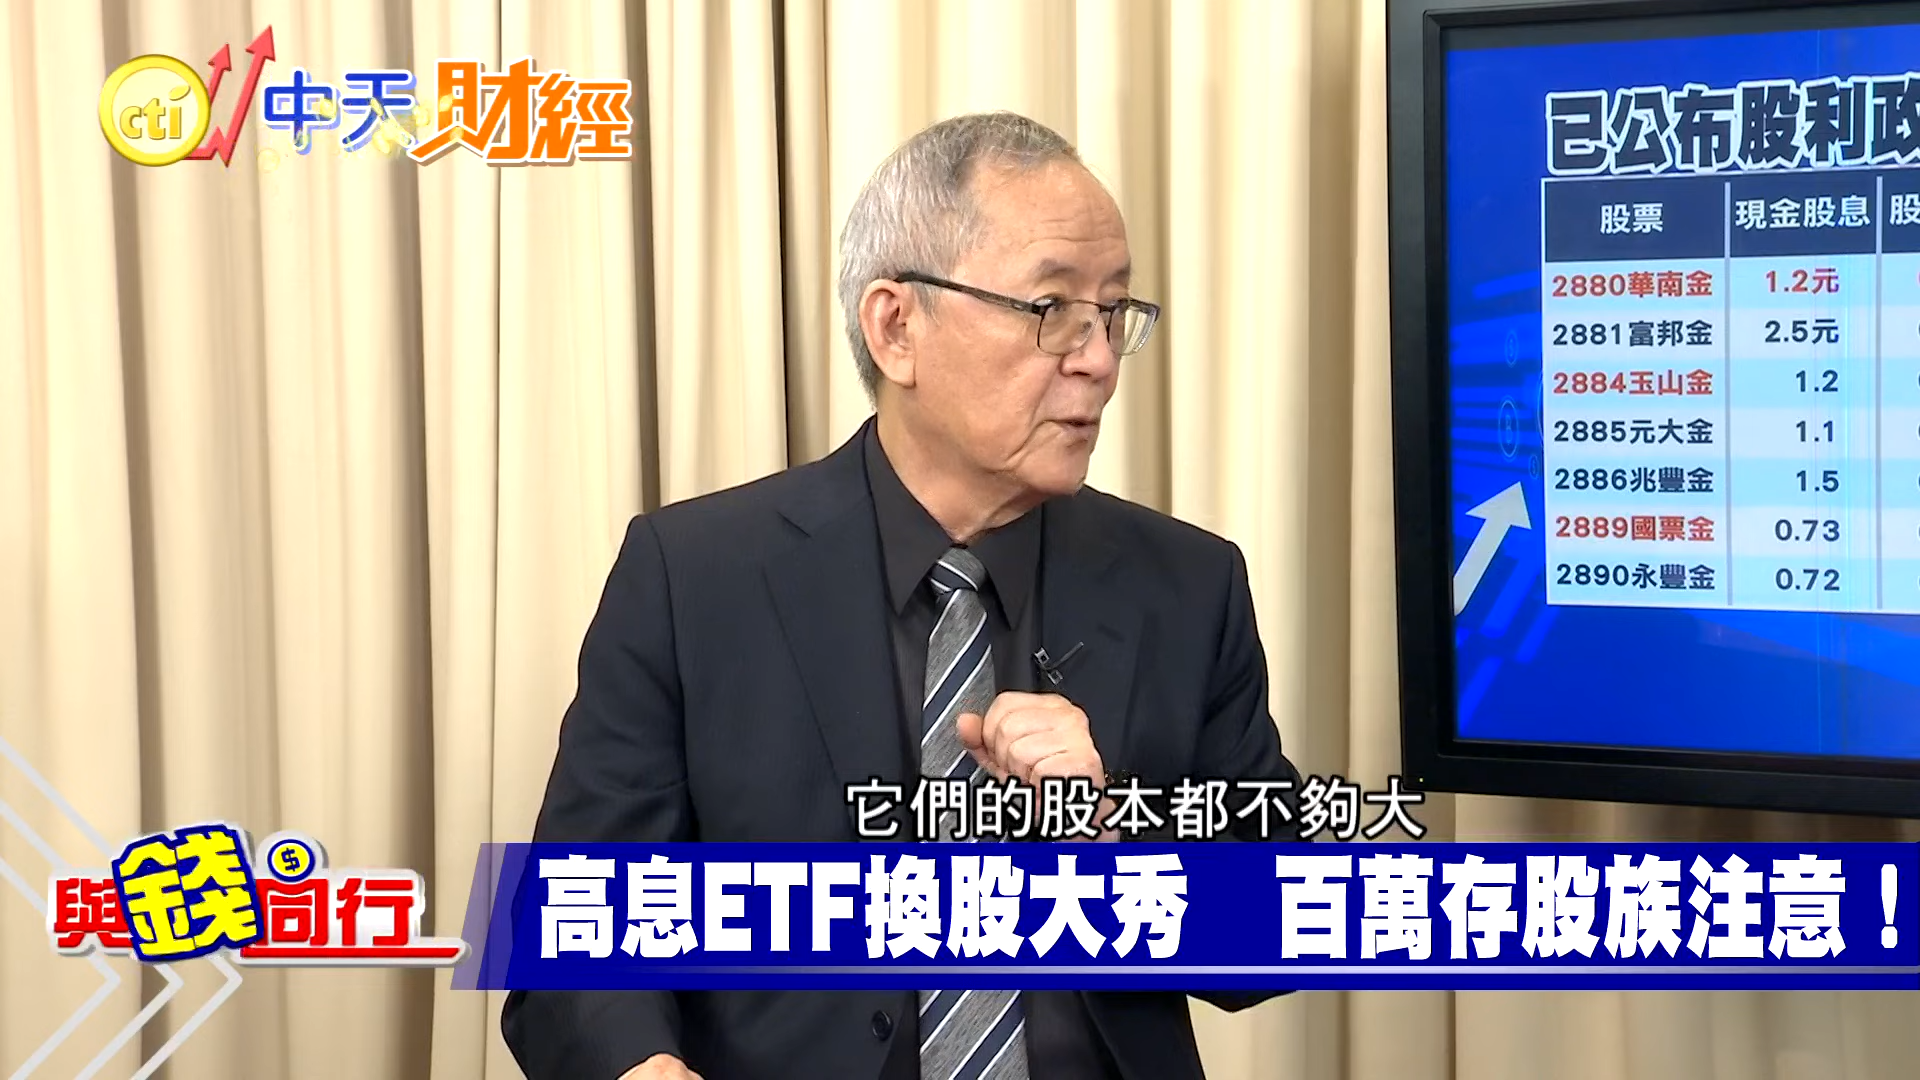 cti 中天財經
已公布股利政
股票 現金股息 股
2880華南金 1.2元
2881富邦金 2.5元
2884玉山金 1.2
2885元大金 1.1
2886兆豐金 1.5
2889國票金 0.73
2890永豐金 0.72
它們的股本都不夠大
與錢同行
高息ETF換股大秀 百萬存股族注意！